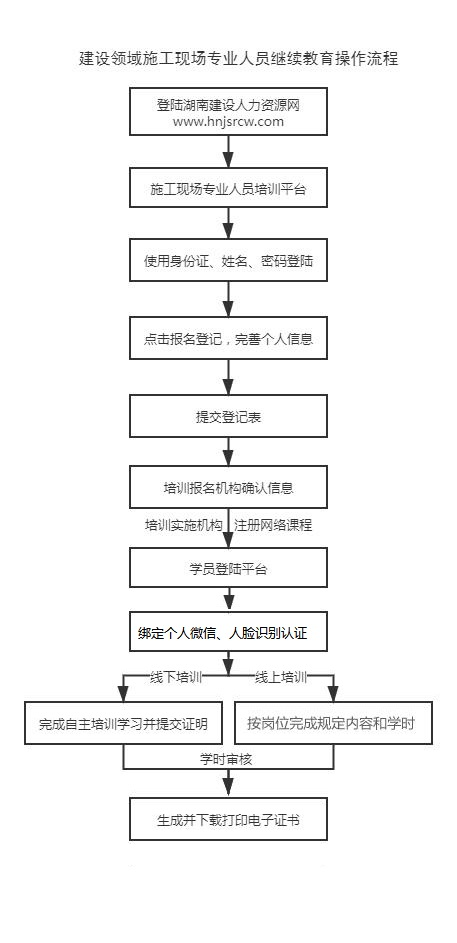 建设领域施工现场专业人员继续教育操作流程
登陆湖南建设人力资源网
www.hnjsrcw.com
施工现场专业人员培训平台
使用身份证、姓名、密码登陆
点击报名登记，完善个人信息
提交登记表
培训报名机构确认信息
培训实施机构 注册网络课程
学员登陆平台
绑定个人微信、人脸识别认证
线下培训 线上培训
完成自主培训学习并提交证明 按岗位完成规定内容和学时
学时审核
生成并下载打印电子证书